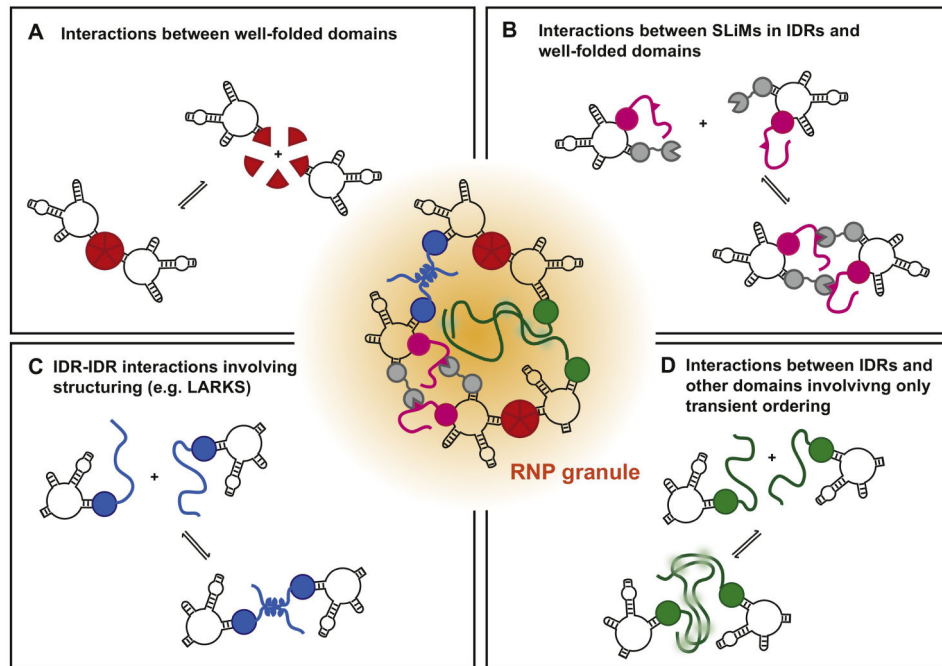 A Interactions between well-folded domains
+
B Interactions between SLiMs in IDRs and
well-folded domains
+
C IDR-IDR interactions involving
structuring (e.g. LARKS)
+
D Interactions between IDRs and
other domains involvivng only
transient ordering
+
RNP granule